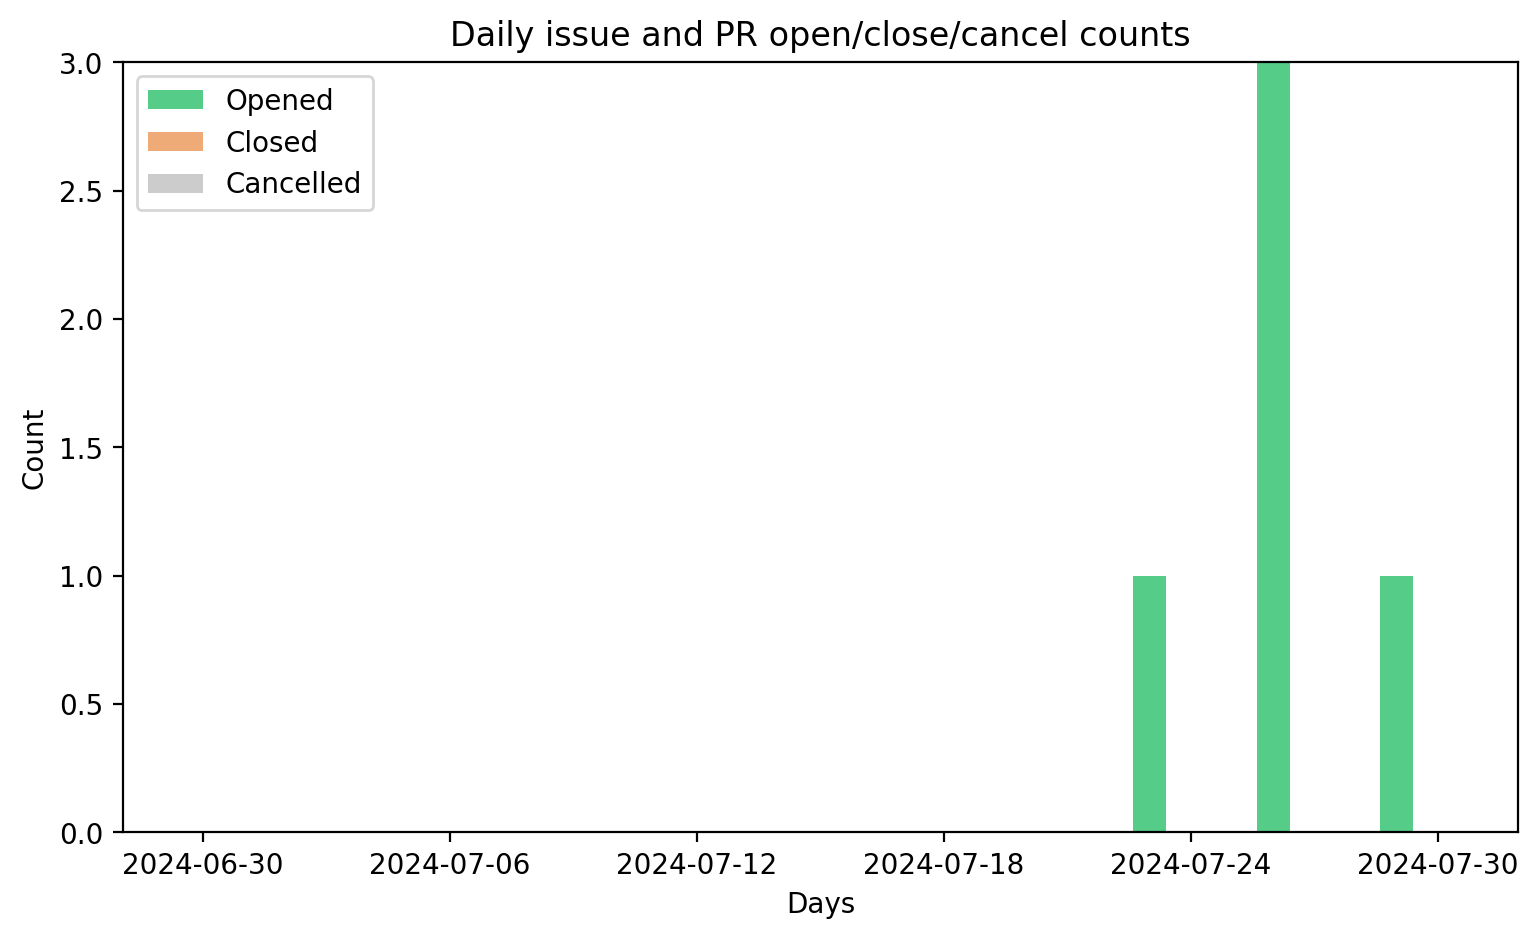 Daily issue and PR open/close/cancel counts
3.0
2.5
2.0
1.5
1.0
0.5
0.0
Count
Opened
Closed
Cancelled
2024-06-30 2024-07-06 2024-07-12 2024-07-18 2024-07-24 2024-07-30
Days